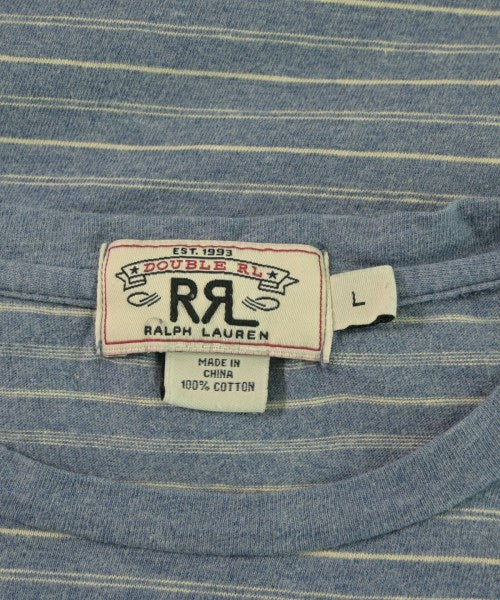 EST. 1993
DOUBLE RL
RRL
RALPH LAUREN
L
MADE IN
CHINA
100% COTTON